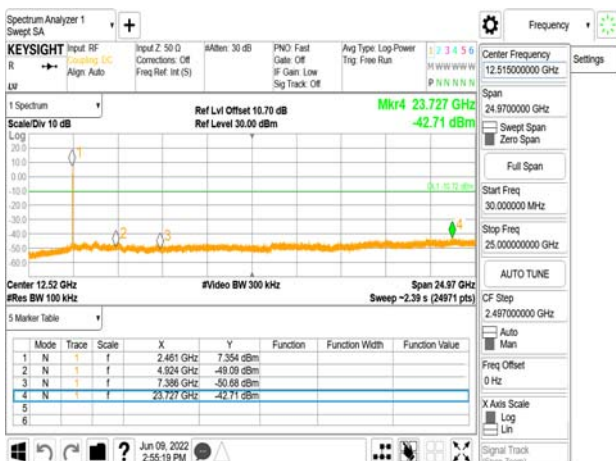 Spectrum Analyzer 1
Swept SA
+
Frequency
KEYSIGHT
R
Input: RF
Coupling: DC
Align: Auto
Input Z: 50 Ω
Corrections: Off
Freq Ref: Int (S)
#Atten: 30 dB
PNO: Fast
Gate: Off
IF Gain: Low
Sig Track: Off
Avg Type: Log-Power
Trig: Free Run
1 2 3 4 5 6
M W W W W W
P N N N N N
Settings
1 Spectrum
Scale/Div 10 dB
Ref Lvl Offset 10.70 dB
Ref Level 30.00 dBm
Mkr4 23.727 GHz
-42.71 dBm
Log
20.0
10.0
0.00
-10.0
-20.0
-30.0
-40.0
-50.0
-60.0
1
2
3
4
Center 12.52 GHz
#Res BW 100 kHz
#Video BW 300 kHz
Span 24.97 GHz
Sweep ~2.39 s (24971 pts)
5 Marker Table
Mode Trace Scale X Y Function Function Width Function Value
1 N 1 f 2.461 GHz 7.354 dBm
2 N 1 f 4.924 GHz -49.09 dBm
3 N 1 f 7.386 GHz -50.68 dBm
4 N 1 f 23.727 GHz -42.71 dBm
5
6
Jun 09, 2022
2:55:19 PM
Center Frequency
12.515000000 GHz
Span
24.9700000 GHz
Swept Span
Zero Span
Full Span
Start Freq
30.000000 MHz
Stop Freq
25.000000000 GHz
AUTO TUNE
CF Step
2.497000000 GHz
Auto
Man
Freq Offset
0 Hz
X Axis Scale
Log
Lin
Signal Track